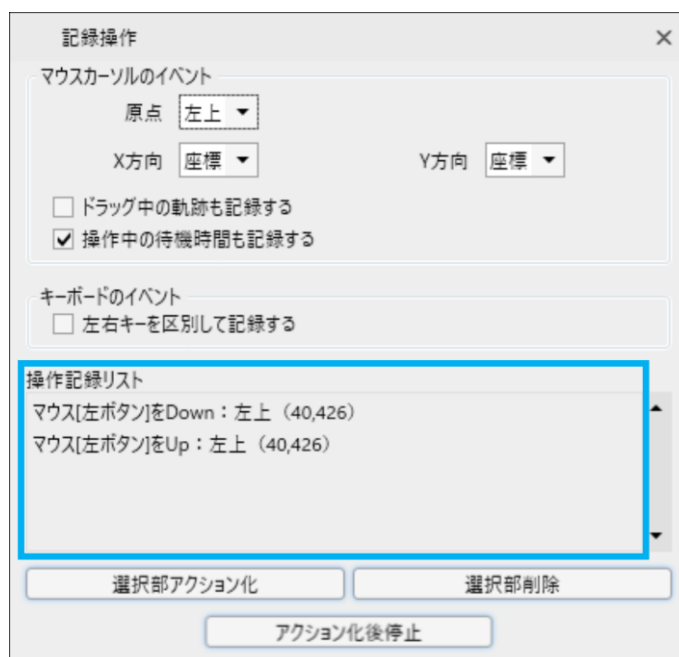 記録操作
マウスカーソルのイベント
原点 左上
X方向 座標 Y方向 座標
ドラッグ中の軌跡も記録する
操作中の待機時間も記録する
キーボードのイベント
左右キーを区別して記録する
操作記録リスト
マウス[左ボタン]をDown：左上（40,426）
マウス[左ボタン]をUp：左上（40,426）
選択部アクション化 選択部削除
アクション化後停止